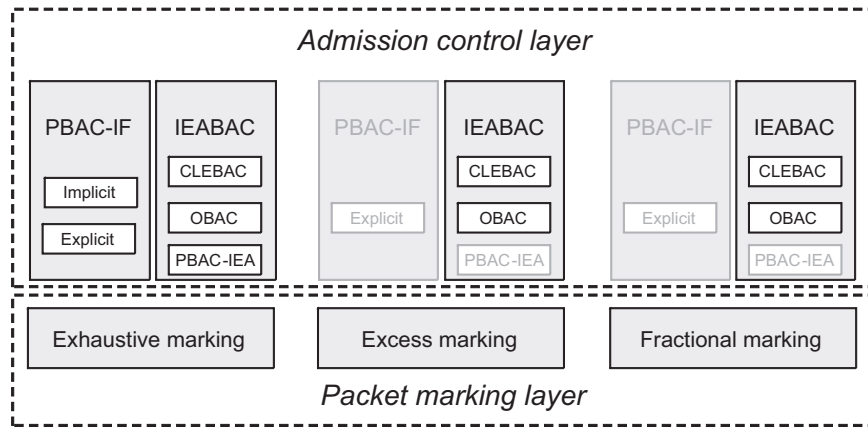 Admission control layer
PBAC-IF
IEABAC
Implicit
Explicit
CLEBAC
OBAC
PBAC-IEA
PBAC-IF
IEABAC
Explicit
CLEBAC
OBAC
PBAC-IEA
PBAC-IF
IEABAC
Explicit
CLEBAC
OBAC
PBAC-IEA
Exhaustive marking
Excess marking
Fractional marking
Packet marking layer